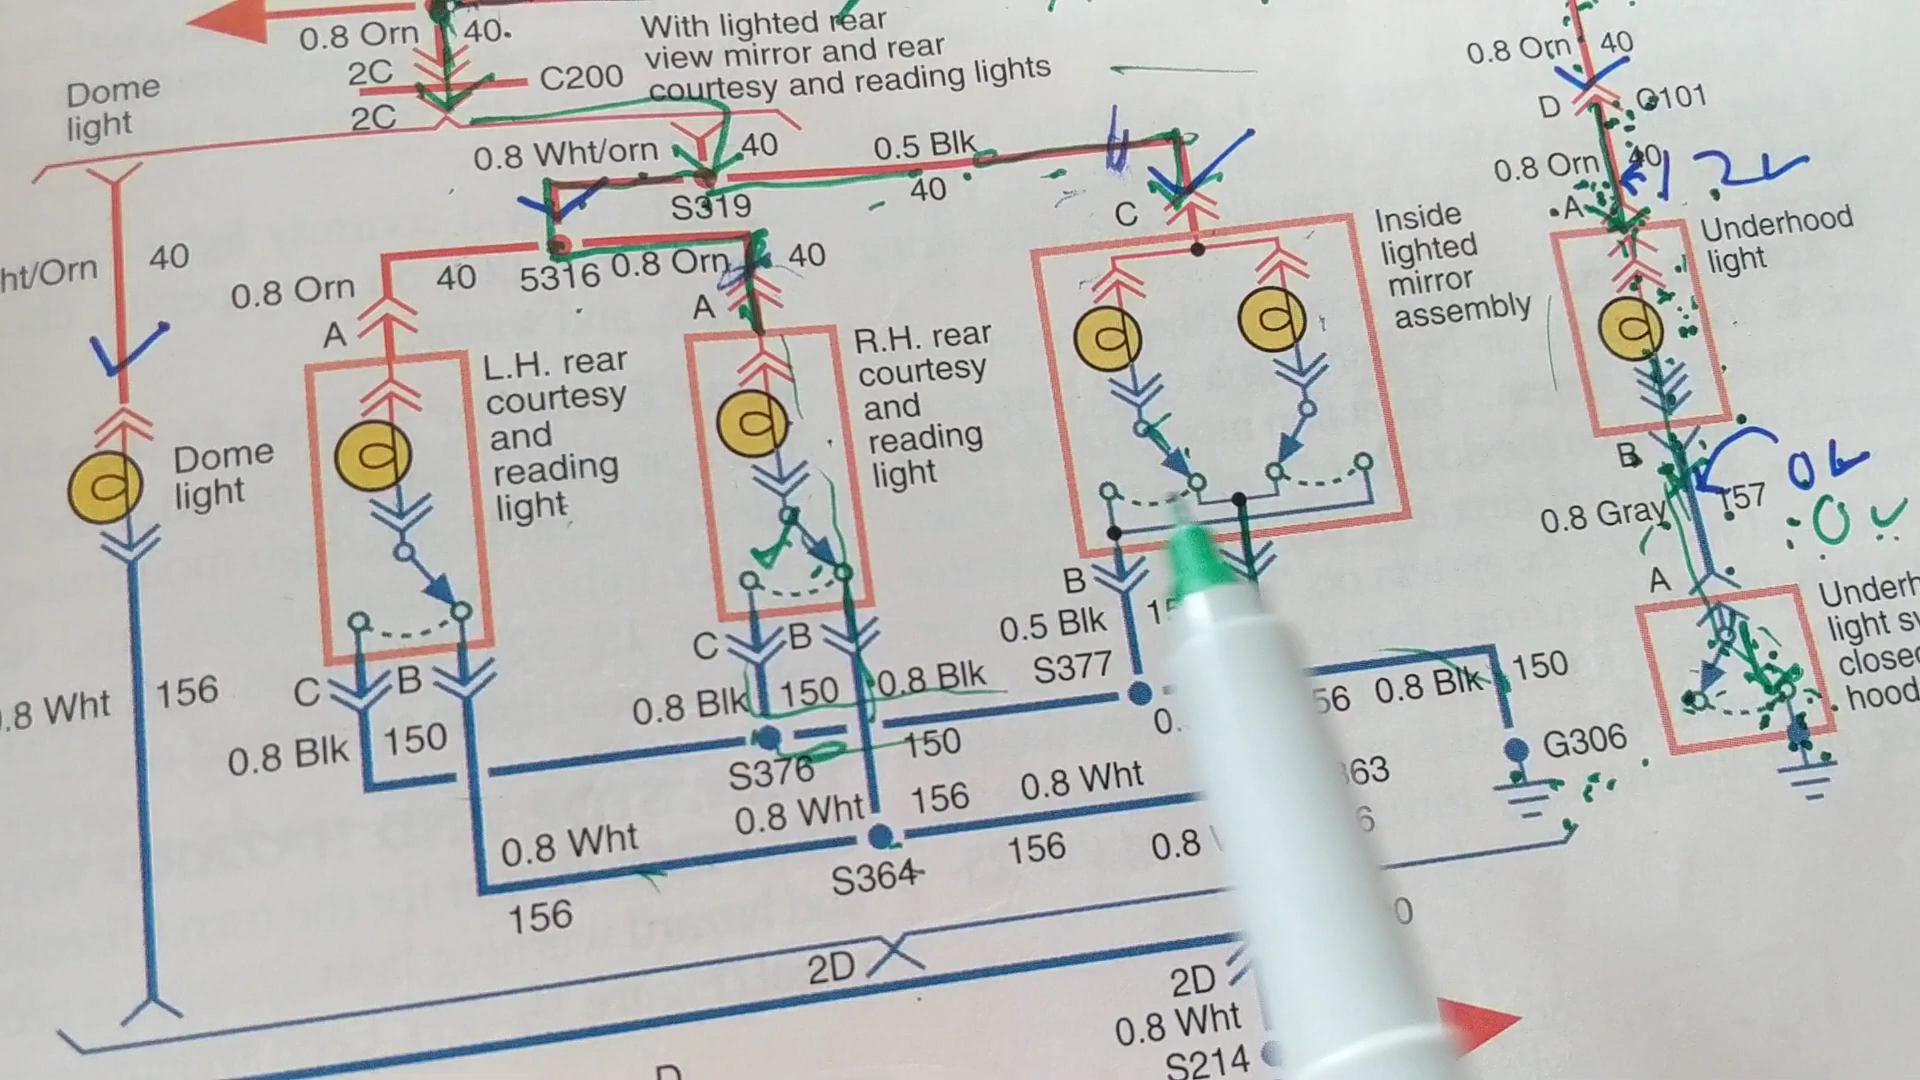 0.8 Orn
40.
2C
C200
2C
With lighted rear
view mirror and rear
courtesy and reading lights
Dome
light
0.8 Orn
40
D
C101
0.8 Wht/orn
40
0.5 Blk
40
S319
C
0.8 Orn
40
12v
A
Inside
lighted
mirror
assembly
Underhood
light
ht/Orn
40
0.8 Orn
40
5316
0.8 Orn
40
A
A
L.H. rear
courtesy
and
reading
light
R.H. rear
courtesy
and
reading
light
Dome
light
B
0.8 Gray
157
0v
A
Underh
light sw
closed
hood
B
0.5 Blk
S377
.8 Wht
156
C
B
0.8 Blk
150
C
B
0.8 Blk
150
0.8 Blk
S376
150
0.
56
0.8 Blk
150
G306
0.8 Wht
156
0.8 Wht
363
0.8 Wht
156
S364
156
0.8
6
2D
0
2D
0.8 Wht
S214
D